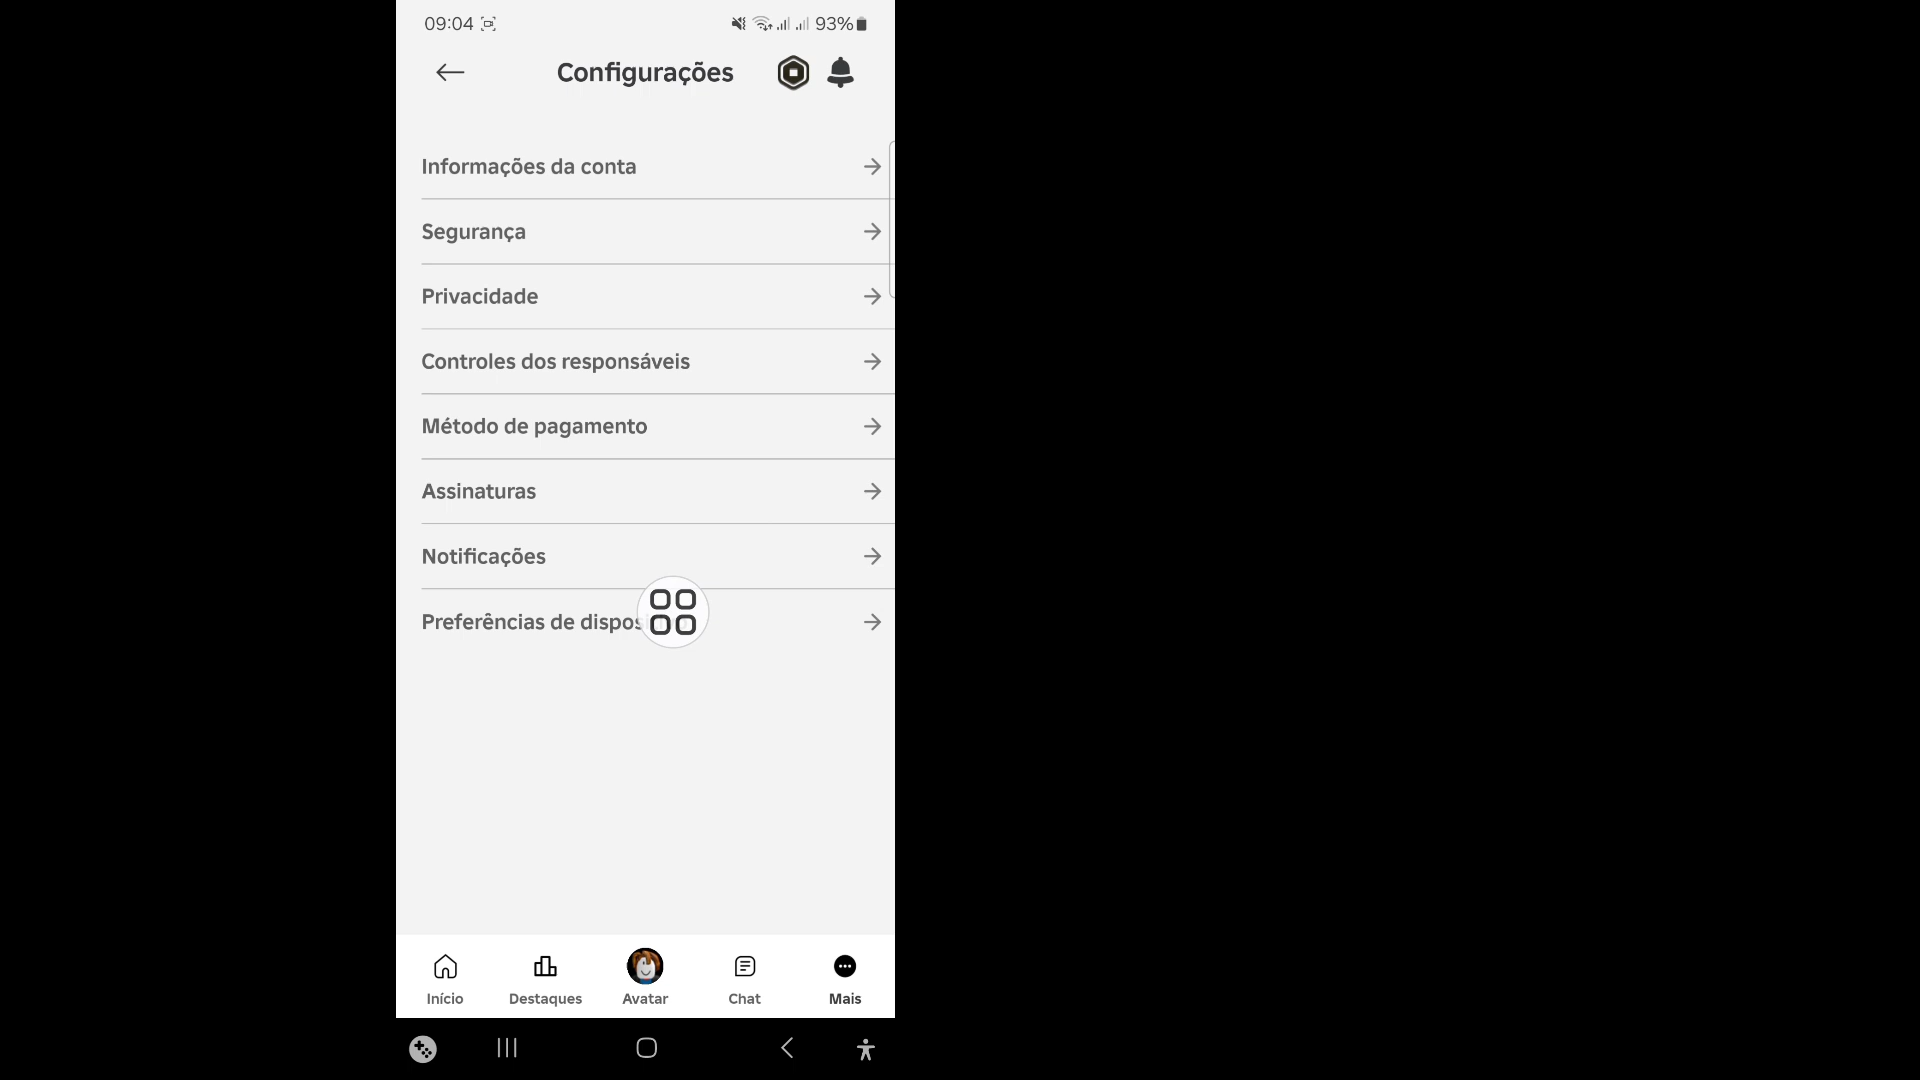 09:04 93%
Configurações
Informações da conta
Segurança
Privacidade
Controles dos responsáveis
Método de pagamento
Assinaturas
Notificações
Preferências de
Início Destaques Avatar Chat Mais